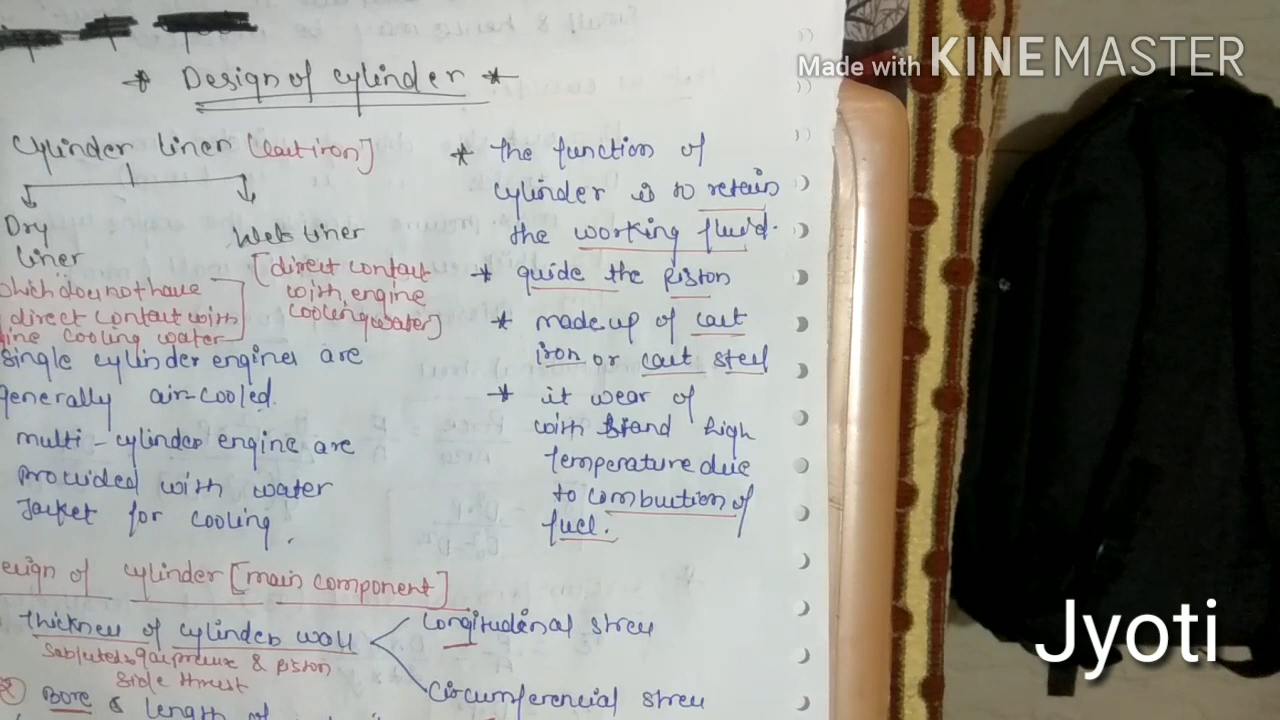 * Design of cylinder *
Cylinder liner [cast iron]
Dry
liner
which does not have
direct contact with
ine cooling water
Wet liner
[direct contact
with engine
cooling water]
single cylinder engines are
generally air-cooled.
multi-cylinder engine are
provided with water
Jacket for cooling.
* the function of
cylinder is to retain
the working fluid.
* guide the piston
* made up of cast
iron or cast steel
* it wear of
with stand high
temperature due
to combustion of
fuel.
esign of cylinder [main component]
thickness of cylinder wall
Longitudenal stress
Circumferencial stress
Subjected to gas pressure & piston
side thrust
② Bore & length of
Made with KINEMASTER
Jyoti